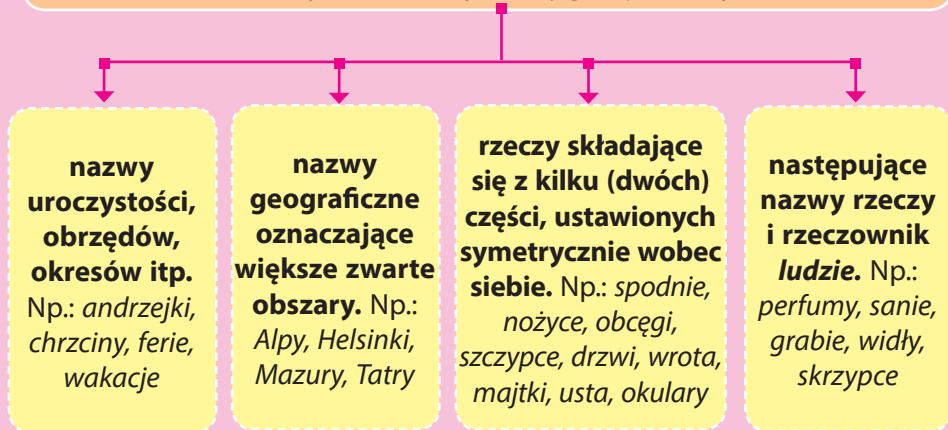 nazwy
uroczystości,
obrzędów,
okresów itp.
Np.: andrzejki,
chrzciny, ferie,
wakacje
nazwy
geograficzne
oznaczające
większe zwarte
obszary. Np.:
Alpy, Helsinki,
Mazury, Tatry
rzeczy składające
się z kilku (dwóch)
części, ustawionych
symetrycznie wobec
siebie. Np.: spodnie,
nożyce, obcęgi,
szczypce, drzwi, wrota,
majtki, usta, okulary
następujące
nazwy rzeczy
i rzeczownik
ludzie. Np.:
perfumy, sanie,
grabie, widły,
skrzypce